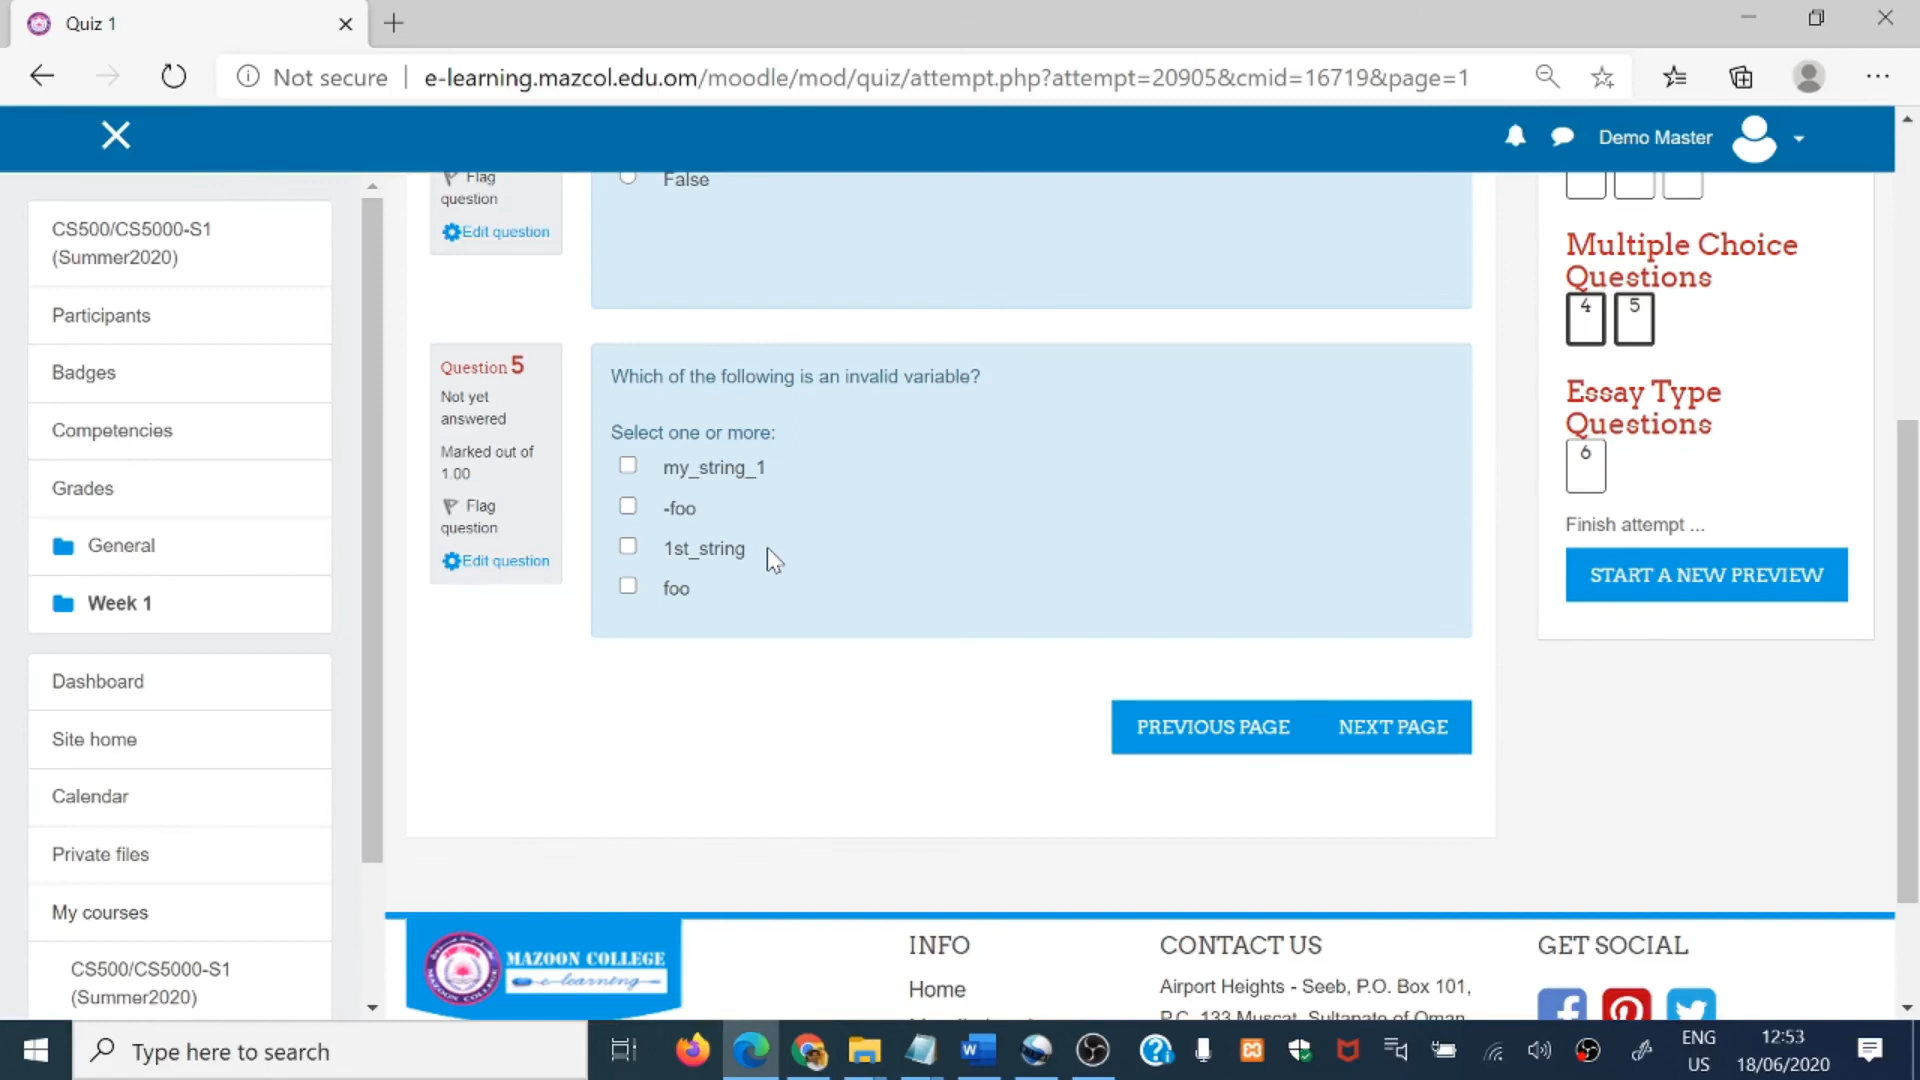 Quiz 1
Not secure
e-learning.mazcol.edu.om/moodle/mod/quiz/attempt.php?attempt=20905&cmid=16719&page=1
Demo Master
CS500/CS5000-S1
(Summer2020)
Participants
Badges
Competencies
Grades
General
Week 1
Dashboard
Site home
Calendar
Private files
My courses
CS500/CS5000-S1
(Summer2020)
Flag
question
Edit question
False
Question 5
Not yet
answered
Marked out of
1.00
Flag
question
Edit question
Which of the following is an invalid variable?
Select one or more:
my_string_1
-foo
1st_string
foo
PREVIOUS PAGE
NEXT PAGE
Multiple Choice
Questions
4 5
Essay Type
Questions
6
Finish attempt ...
START A NEW PREVIEW
MAZOON COLLEGE
e-learning
INFO
Home
CONTACT US
Airport Heights - Seeb, P.O. Box 101,
P.C. 133 Muscat, Sultanate of Oman
GET SOCIAL
Type here to search
ENG
US
12:53
18/06/2020